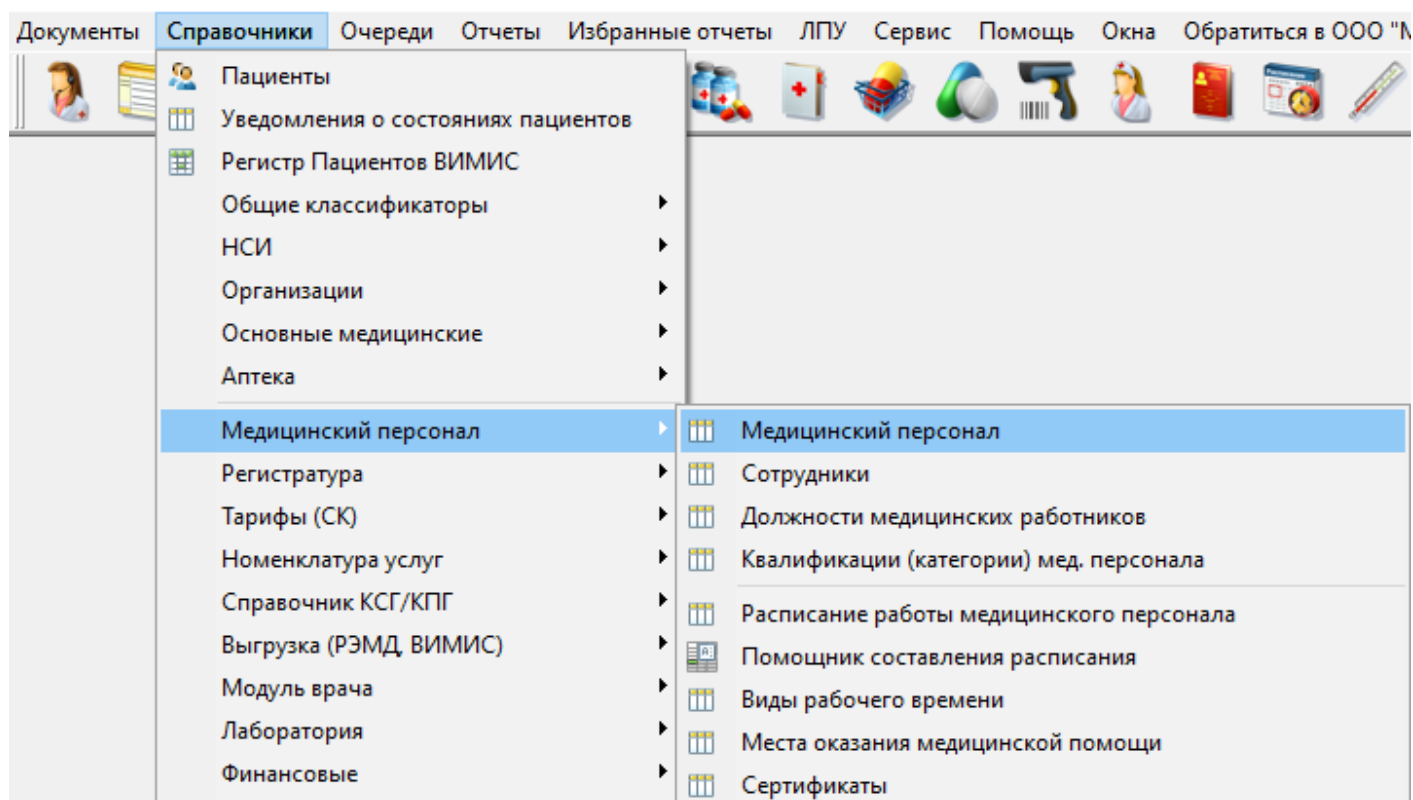 Документы Справочники Очереди Отчеты Избранные отчеты ЛПУ Сервис Помощь Окна Обратиться в ООО "М
Пациенты
Уведомления о состояниях пациентов
Регистр Пациентов ВИМИС
Общие классификаторы
НСИ
Организации
Основные медицинские
Аптека
Медицинский персонал
Регистратура
Тарифы (СК)
Номенклатура услуг
Справочник КСГ/КПГ
Выгрузка (РЭМД, ВИМИС)
Модуль врача
Лаборатория
Финансовые
Медицинский персонал
Сотрудники
Должности медицинских работников
Квалификации (категории) мед. персонала
Расписание работы медицинского персонала
Помощник составления расписания
Виды рабочего времени
Места оказания медицинской помощи
Сертификаты